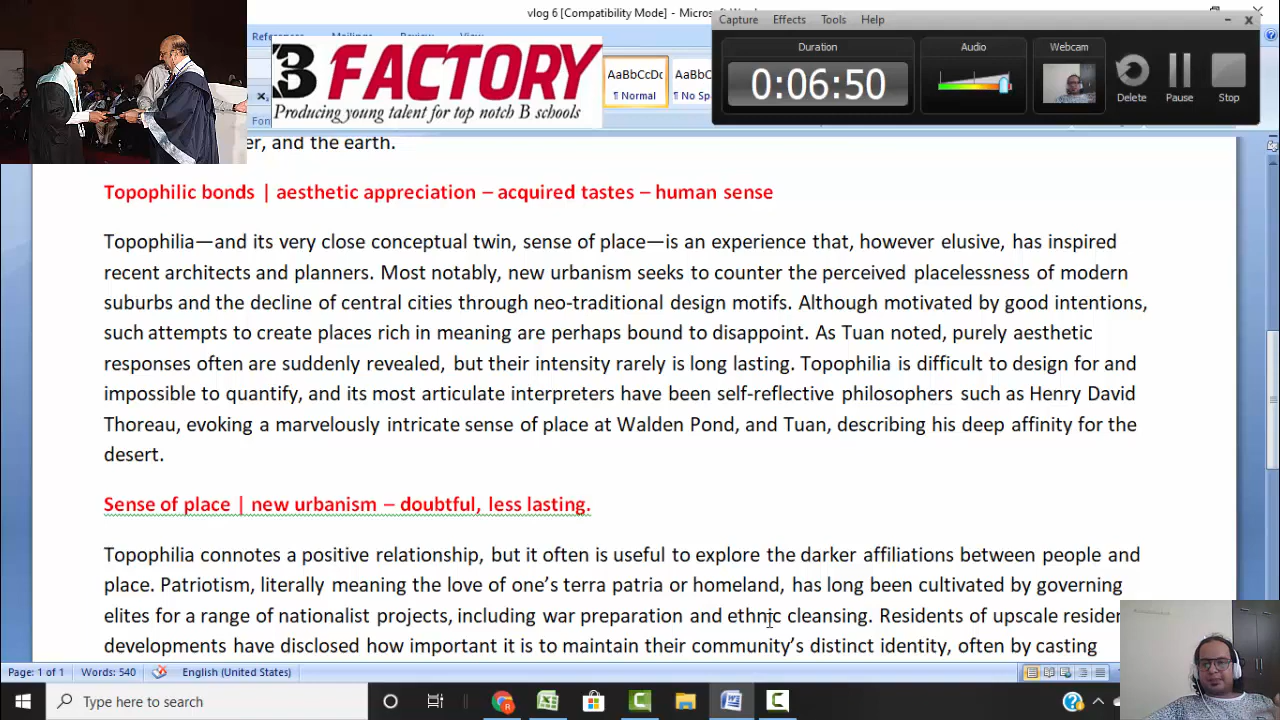 vlog 6 [Compatibility Mode] - Micros
Capture Effects Tools Help
Duration
Audio
Webcam
0:06:50
Delete
Pause
Stop
References Mailings Review View
B FACTORY
Producing young talent for top notch B schools
AaBbCcDc
¶ Normal
AaBbCc
¶ No Sp
Fon
er, and the earth.
Topophilic bonds | aesthetic appreciation – acquired tastes – human sense
Topophilia—and its very close conceptual twin, sense of place—is an experience that, however elusive, has inspired
recent architects and planners. Most notably, new urbanism seeks to counter the perceived placelessness of modern
suburbs and the decline of central cities through neo-traditional design motifs. Although motivated by good intentions,
such attempts to create places rich in meaning are perhaps bound to disappoint. As Tuan noted, purely aesthetic
responses often are suddenly revealed, but their intensity rarely is long lasting. Topophilia is difficult to design for and
impossible to quantify, and its most articulate interpreters have been self-reflective philosophers such as Henry David
Thoreau, evoking a marvelously intricate sense of place at Walden Pond, and Tuan, describing his deep affinity for the
desert.
Sense of place | new urbanism – doubtful, less lasting.
Topophilia connotes a positive relationship, but it often is useful to explore the darker affiliations between people and
place. Patriotism, literally meaning the love of one's terra patria or homeland, has long been cultivated by governing
elites for a range of nationalist projects, including war preparation and ethnic cleansing. Residents of upscale residen
developments have disclosed how important it is to maintain their community's distinct identity, often by casting
Page: 1 of 1
Words: 540
English (United States)
Type here to search